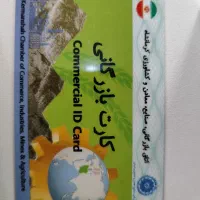 اتاق بازرگانی، صنایع، معادن و کشاورزی کرمانشاه
کارت بازرگانی
Commercial ID Card
Kermanshah Chamber of Commerce, Industries, Mines & Agriculture